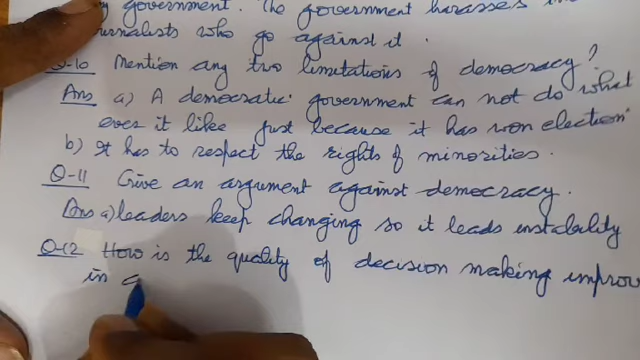 government. The government harasses
journalists who go against it.
Q-10 Mention any two limitations of democracy?
Ans a) A democratic government can not do what
ever it like just because it has won election
b) It has to respect the rights of minorities.
Q-11 Give an argument against democracy.
Ans a) leaders keep changing so it leads instability
Q-12 How is the quality of decision making improv
in